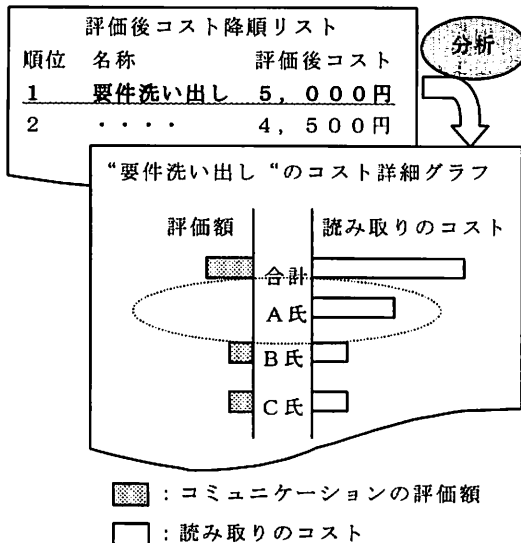 評価後コスト降順リスト
分析
順位 名称 評価後コスト
1 要件洗い出し 5,000円
2 ・・・・ 4,500円
“要件洗い出し“のコスト詳細グラフ
評価額 読み取りのコスト
合計
A氏
B氏
C氏
:コミュニケーションの評価額
:読み取りのコスト